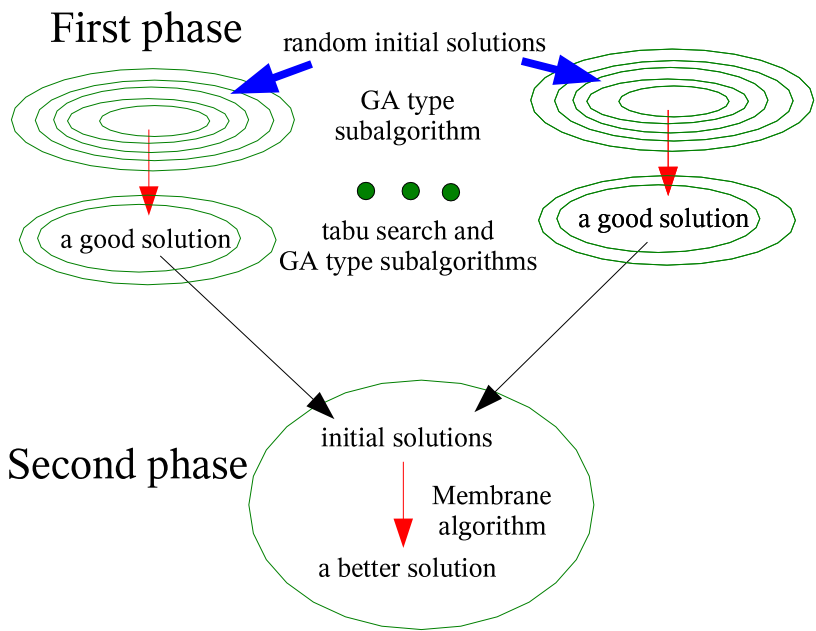 First phase
random initial solutions
GA type
subalgorithm
a good solution
tabu search and
GA type subalgorithms
a good solution
initial solutions
Second phase
Membrane
algorithm
a better solution